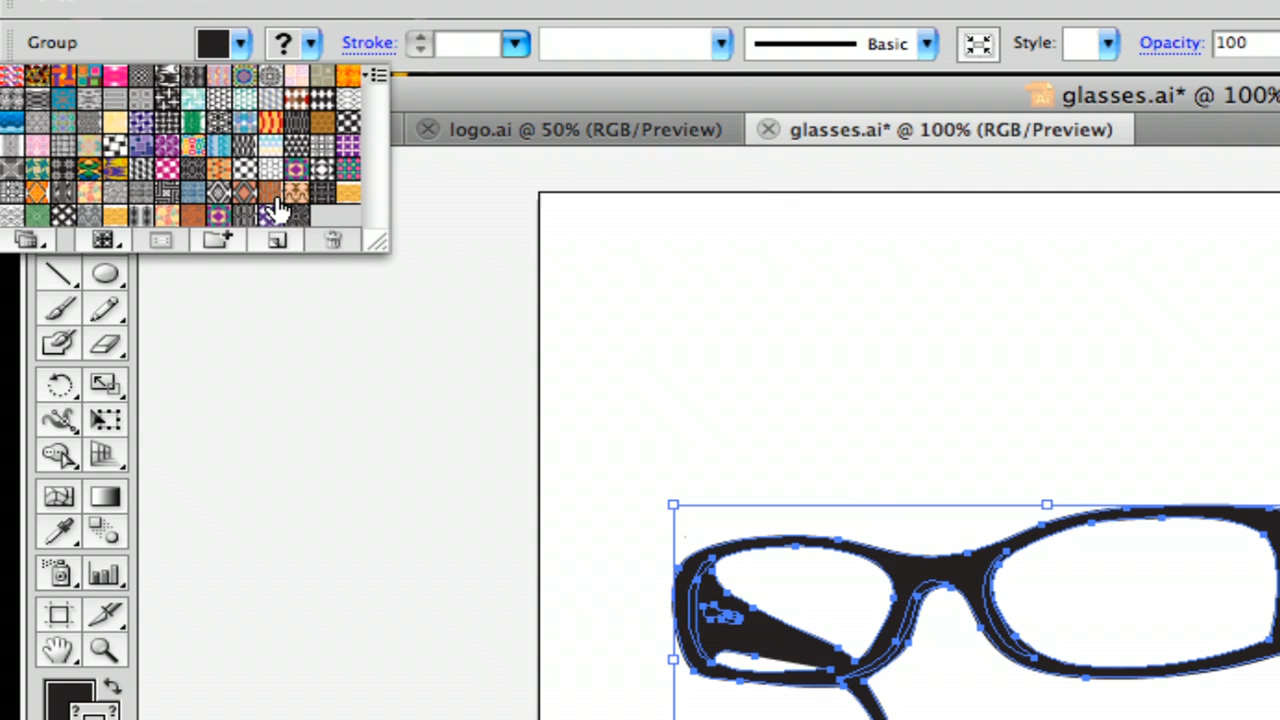 Group
?
Stroke:
Basic
Style:
Opacity:
100
glasses.ai* @ 100%
logo.ai @ 50% (RGB/Preview)
glasses.ai* @ 100% (RGB/Preview)
? ?